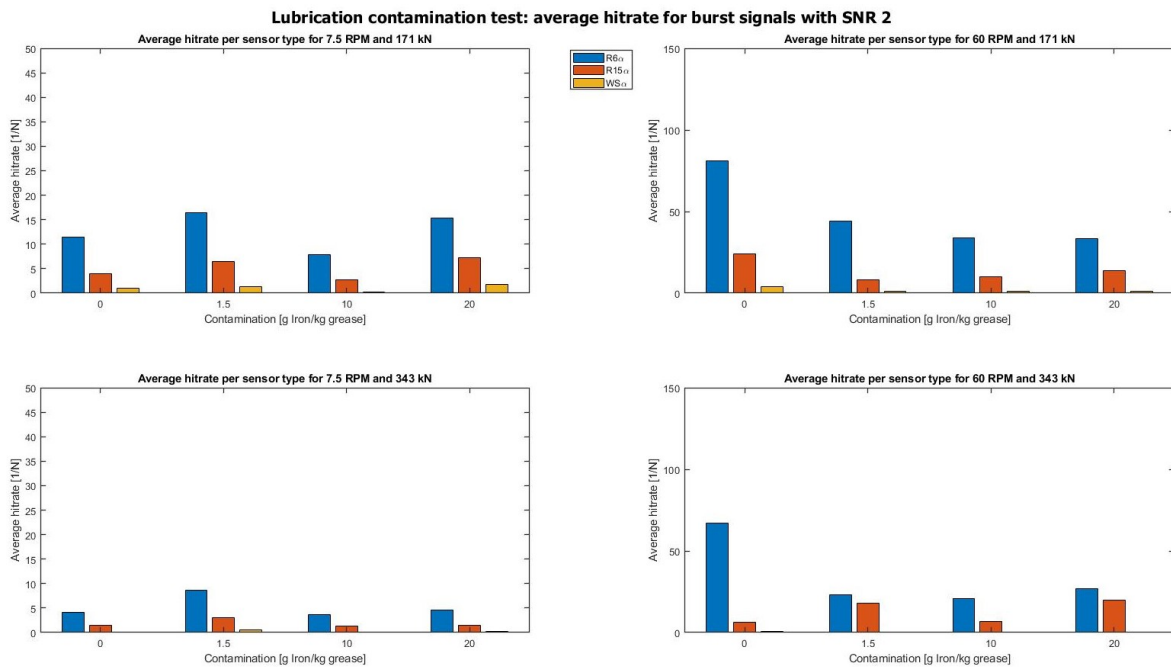 Lubrication contamination test: average hitrate for burst signals with SNR 2
Average hitrate per sensor type for 7.5 RPM and 171 kN
50
45
40
35
30
25
20
15
10
5
0
Average hitrate [1/N]
0 1.5 10 20
Contamination [g Iron/kg grease]
R6α
R15α
WSα
Average hitrate per sensor type for 60 RPM and 171 kN
150
100
50
0
Average hitrate [1/N]
0 1.5 10 20
Contamination [g Iron/kg grease]
Average hitrate per sensor type for 7.5 RPM and 343 kN
50
45
40
35
30
25
20
15
10
5
0
Average hitrate [1/N]
0 1.5 10 20
Contamination [g Iron/kg grease]
Average hitrate per sensor type for 60 RPM and 343 kN
150
100
50
0
Average hitrate [1/N]
0 1.5 10 20
Contamination [g Iron/kg grease]